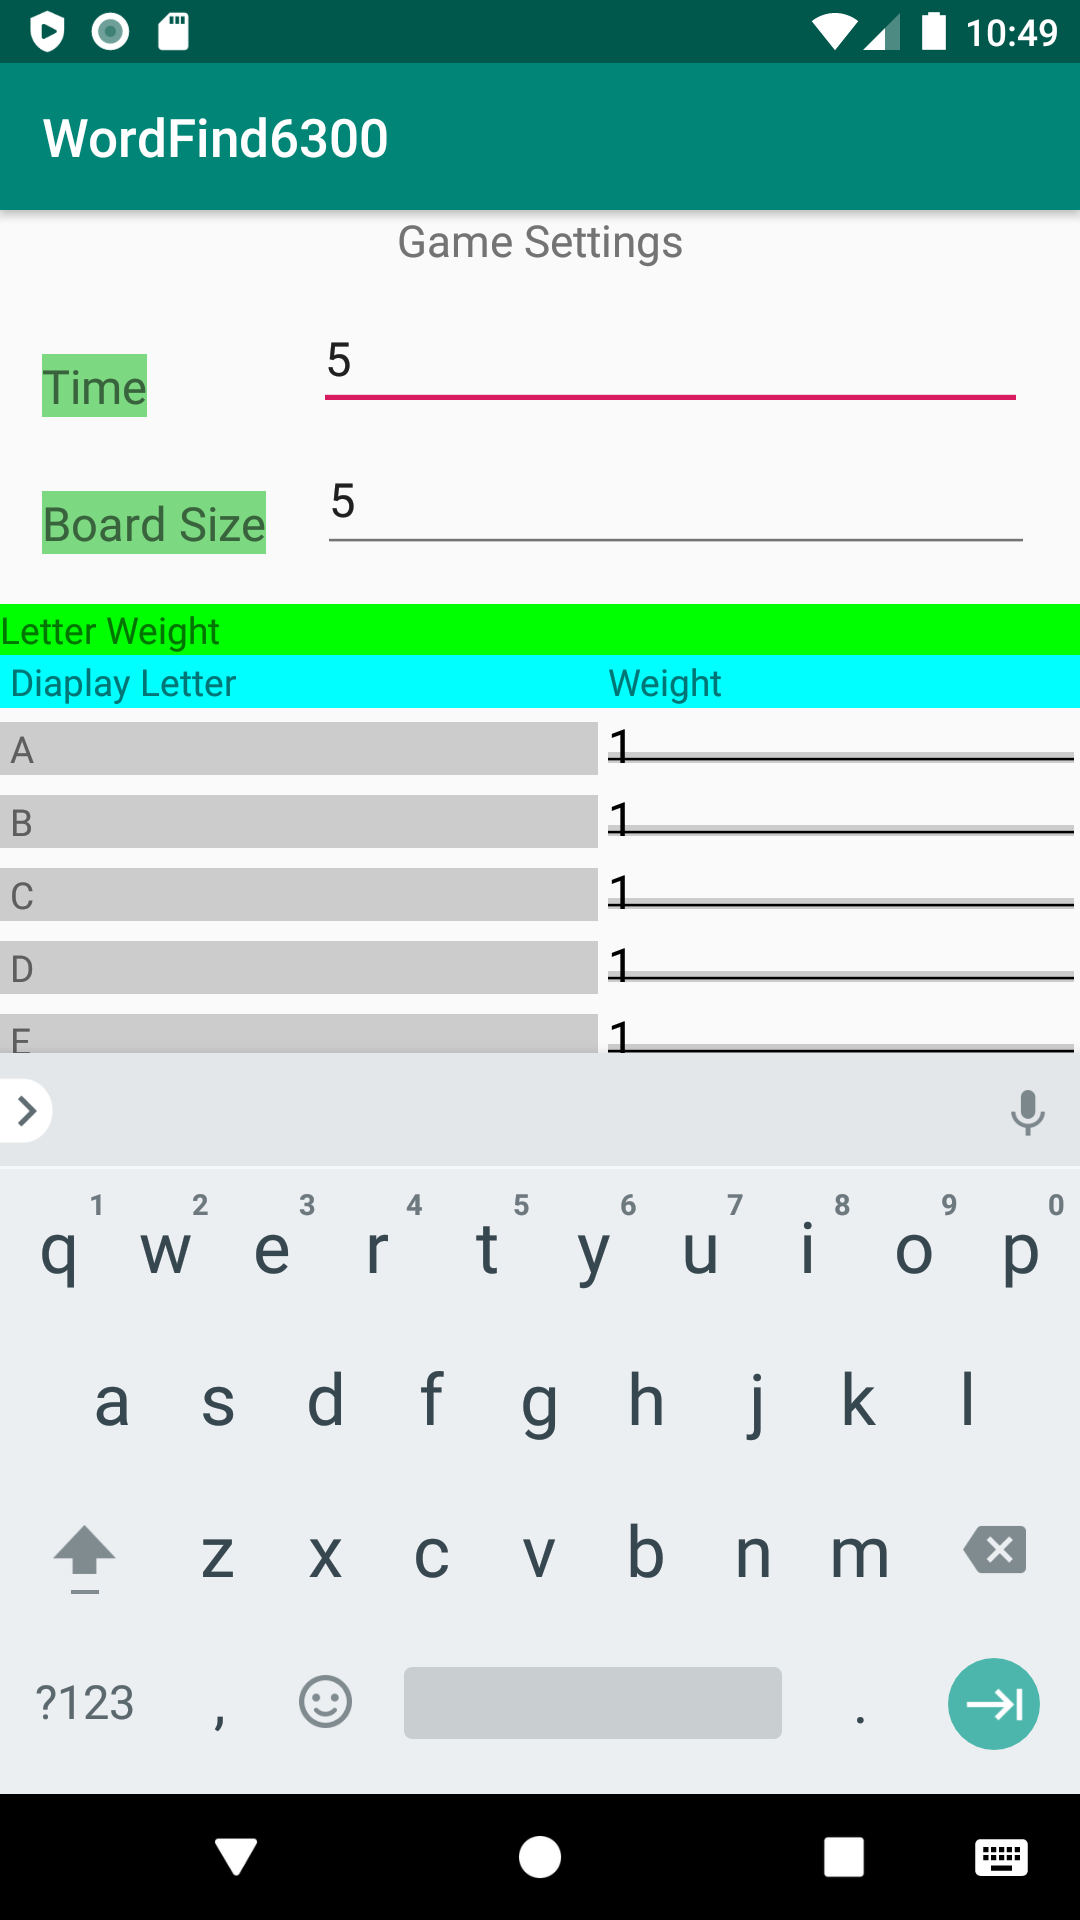 10:49
WordFind6300
Game Settings
Time 5
Board Size 5
Letter Weight
Diaplay Letter Weight
A 1
B 1
C 1
D 1
E 1
1 2 3 4 5 6 7 8 9 0
q w e r t y u i o p
a s d f g h j k l
z x c v b n m
?123 , .